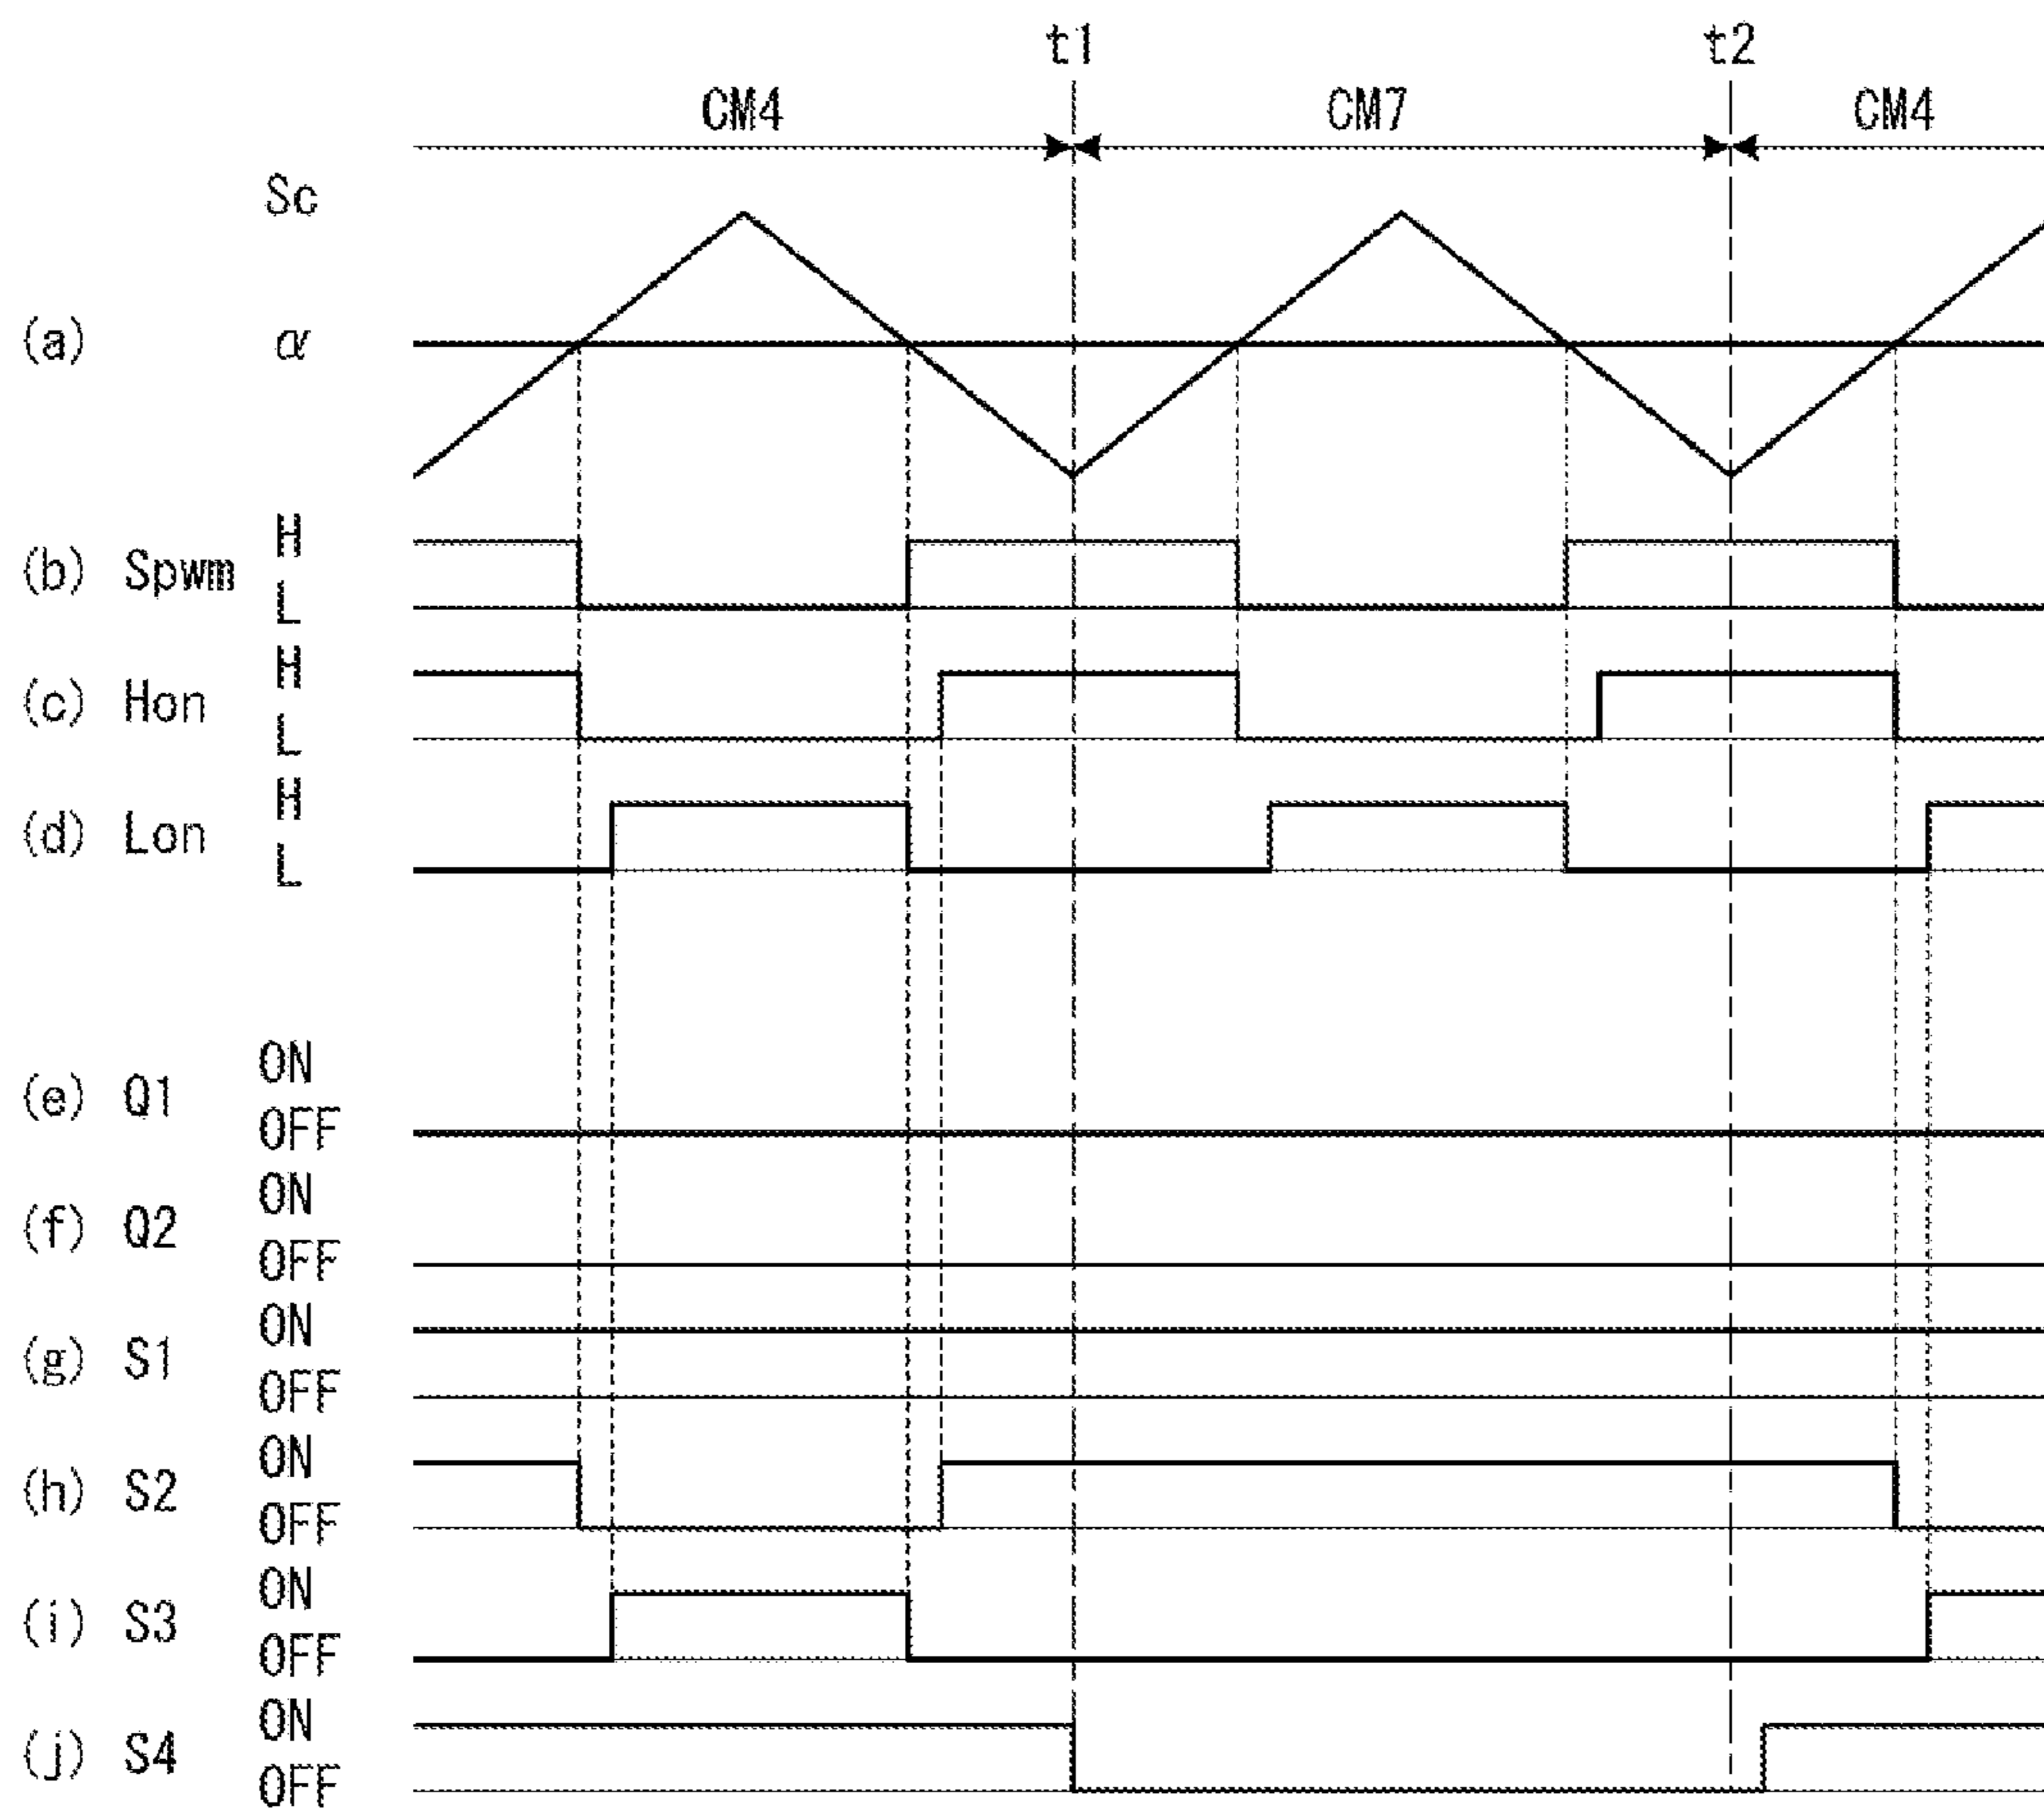 t1 t2
CM4 CM7 CM4
Sc
(a) α
(b) Spwm H
L
(c) Hon H
L
(d) Lon H
L
(e) Q1 ON
OFF
(f) Q2 ON
OFF
(g) S1 ON
OFF
(h) S2 ON
OFF
(i) S3 ON
OFF
(j) S4 ON
OFF